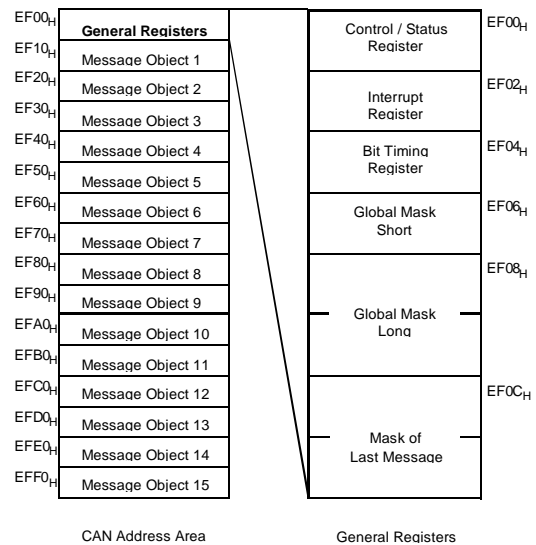 EF00H General Registers
EF10H Message Object 1
EF20H Message Object 2
EF30H Message Object 3
EF40H Message Object 4
EF50H Message Object 5
EF60H Message Object 6
EF70H Message Object 7
EF80H Message Object 8
EF90H Message Object 9
EFA0H Message Object 10
EFB0H Message Object 11
EFC0H Message Object 12
EFD0H Message Object 13
EFE0H Message Object 14
EFF0H Message Object 15
CAN Address Area
Control / Status EF00H
Register
Interrupt EF02H
Register
Bit Timing EF04H
Register
Global Mask EF06H
Short
EF08H
Global Mask
Long
EF0CH
Mask of
Last Message
General Registers